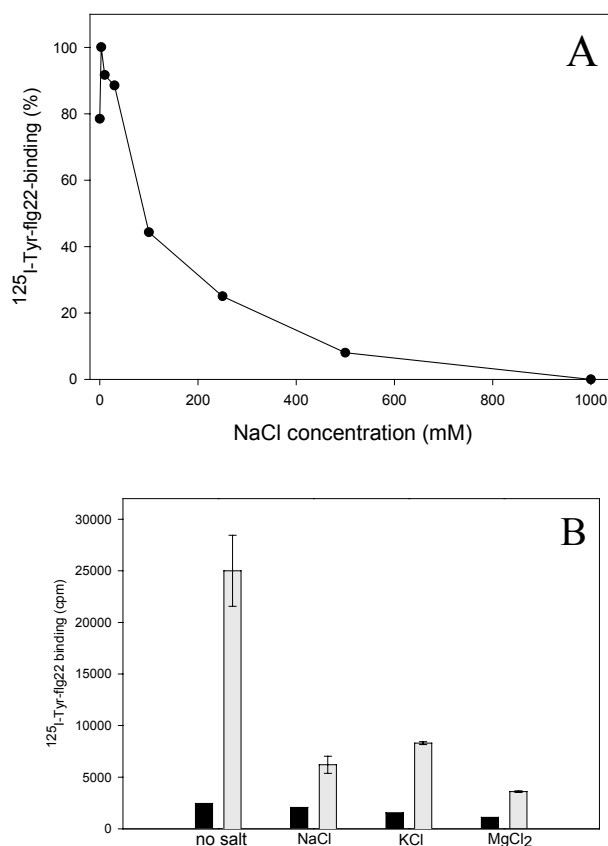 A
100
80
60
40
20
0
125I-Tyr-flg22-binding (%)
0 200 400 600 800 1000
NaCl concentration (mM)
B
30000
25000
20000
15000
10000
5000
0
125I-Tyr-flg22 binding (cpm)
no salt NaCl KCl MgCl2